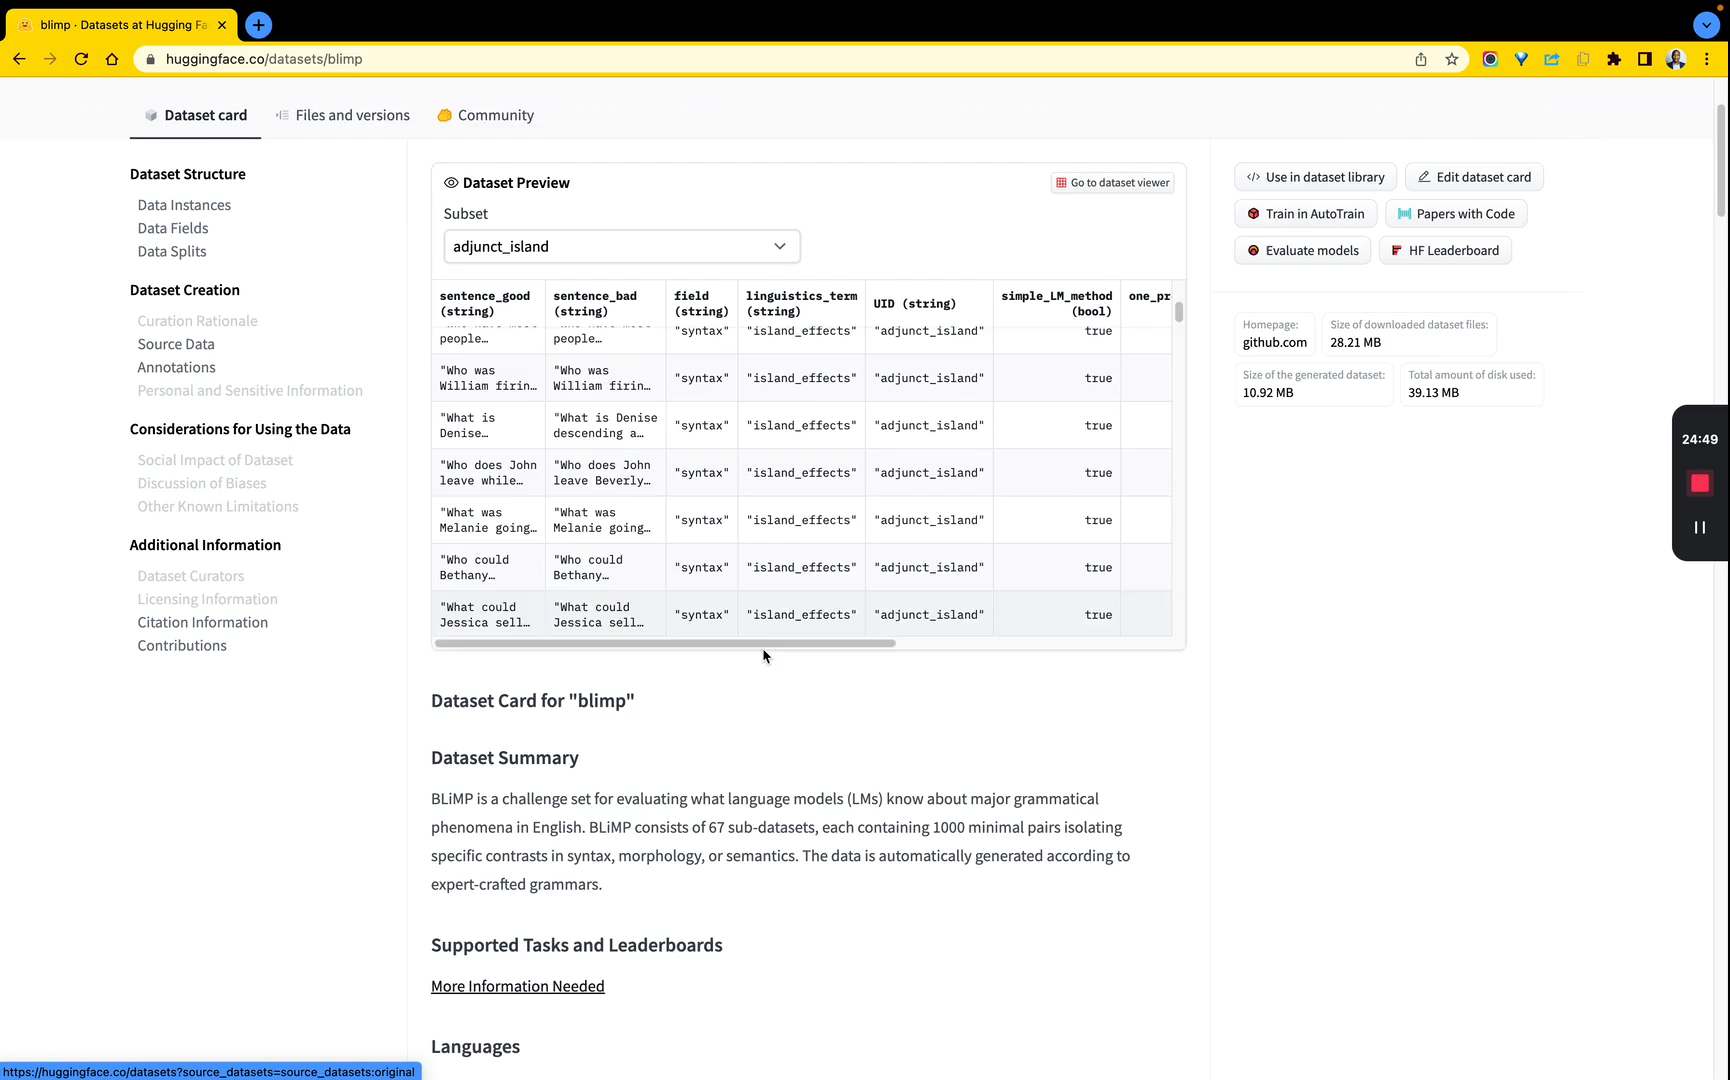 blimp · Datasets at Hugging Fa
huggingface.co/datasets/blimp
Dataset card
Files and versions
Community
Dataset Structure
Data Instances
Data Fields
Data Splits
Dataset Creation
Curation Rationale
Source Data
Annotations
Personal and Sensitive Information
Considerations for Using the Data
Social Impact of Dataset
Discussion of Biases
Other Known Limitations
Additional Information
Dataset Curators
Licensing Information
Citation Information
Contributions
Dataset Preview
Go to dataset viewer
Subset
adjunct_island
sentence_good (string) sentence_bad (string) field (string) linguistics_term (string) UID (string) simple_LM_method (bool) one_pr
people… people… "syntax" "island_effects" "adjunct_island" true
"Who was William firin… "Who was William firin… "syntax" "island_effects" "adjunct_island" true
"What is Denise… "What is Denise descending a… "syntax" "island_effects" "adjunct_island" true
"Who does John leave while… "Who does John leave Beverly… "syntax" "island_effects" "adjunct_island" true
"What was Melanie going… "What was Melanie going… "syntax" "island_effects" "adjunct_island" true
"Who could Bethany… "Who could Bethany… "syntax" "island_effects" "adjunct_island" true
"What could Jessica sell… "What could Jessica sell… "syntax" "island_effects" "adjunct_island" true
Dataset Card for "blimp"
Dataset Summary
BLiMP is a challenge set for evaluating what language models (LMs) know about major grammatical
phenomena in English. BLiMP consists of 67 sub-datasets, each containing 1000 minimal pairs isolating
specific contrasts in syntax, morphology, or semantics. The data is automatically generated according to
expert-crafted grammars.
Supported Tasks and Leaderboards
More Information Needed
Languages
Use in dataset library
Edit dataset card
Train in AutoTrain
Papers with Code
Evaluate models
HF Leaderboard
Homepage:
github.com
Size of downloaded dataset files:
28.21 MB
Size of the generated dataset:
10.92 MB
Total amount of disk used:
39.13 MB
24:49
https://huggingface.co/datasets?source_datasets=source_datasets:original